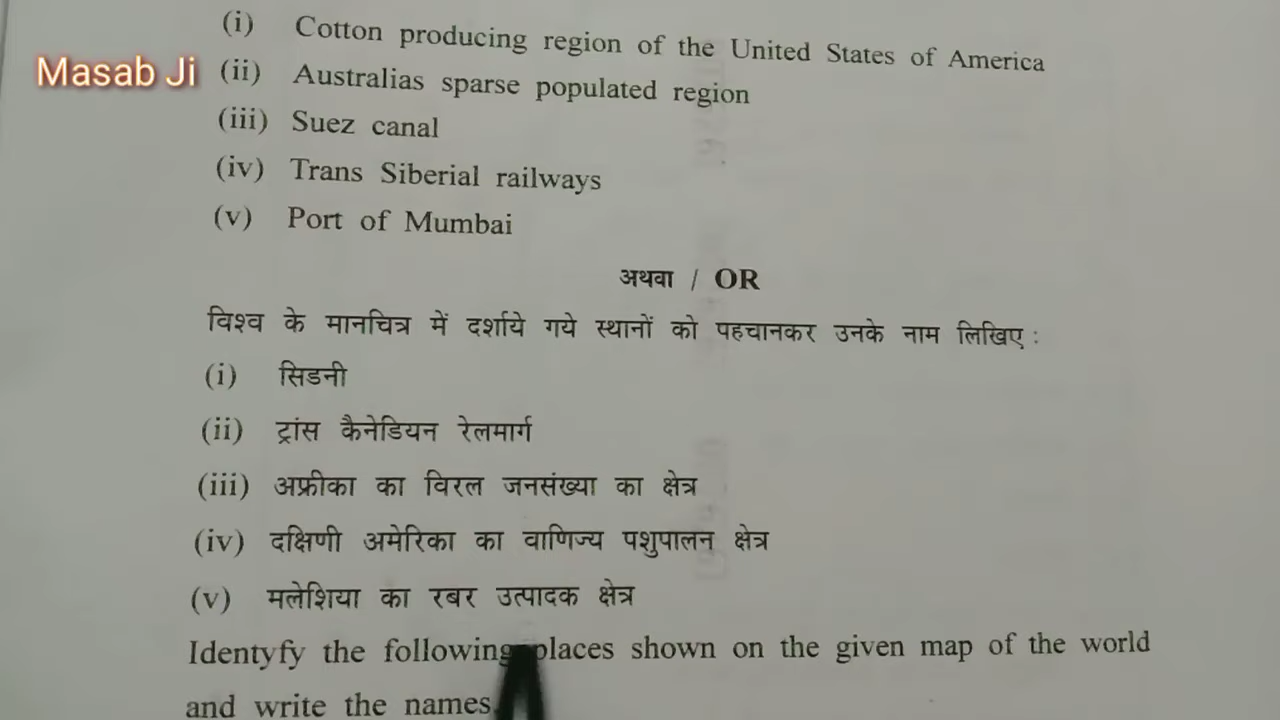 (i) Cotton producing region of the United States of America
Masab Ji
(ii) Australias sparse populated region
(iii) Suez canal
(iv) Trans Siberial railways
(v) Port of Mumbai
अथवा / OR
विश्व के मानचित्र में दर्शाये गये स्थानों को पहचानकर उनके नाम लिखिए :
(i) सिडनी
(ii) ट्रांस कैनेडियन रेलमार्ग
(iii) अफ्रीका का विरल जनसंख्या का क्षेत्र
(iv) दक्षिणी अमेरिका का वाणिज्य पशुपालन क्षेत्र
(v) मलेशिया का रबर उत्पादक क्षेत्र
Identyfy the following places shown on the given map of the world
and write the names.